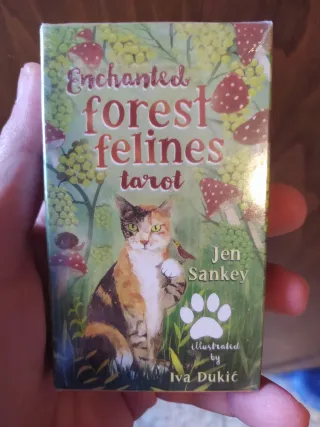 Enchanted
forest
felines
tarot
Jen
Sankey
illustrated
by
Iva Dukić